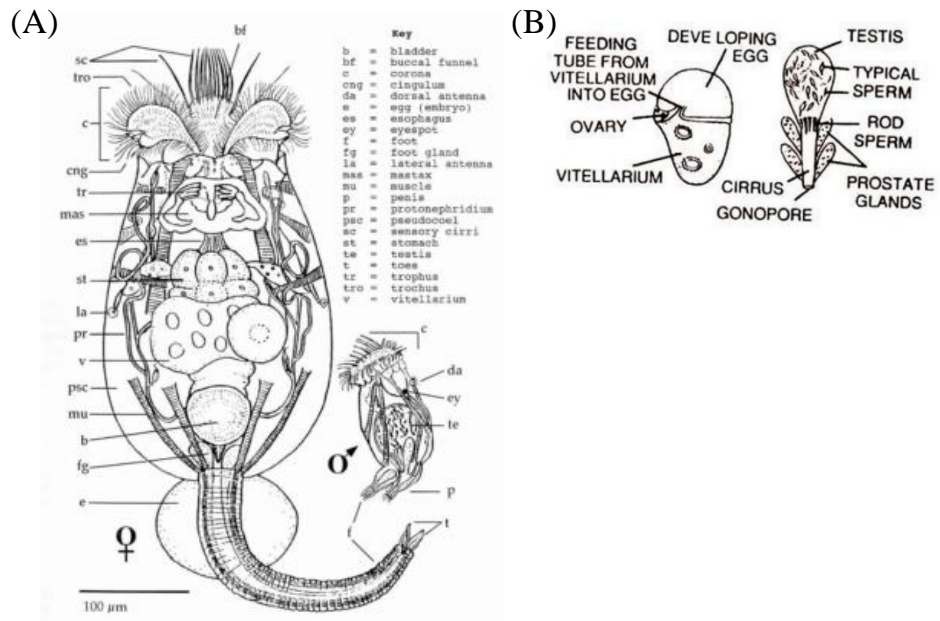 (A)
bf
sc
tro
c
cng
tr
mas
es
st
la
pr
v
psc
mu
b
fg
e
♀
100 µm
Key
b = bladder
bf = buccal funnel
c = corona
cng = cingulum
da = dorsal antenna
e = egg (embryo)
es = esophagus
ey = eyespot
f = foot
fg = foot gland
la = lateral antenna
mas = mastax
mu = muscle
p = penis
pr = protonephridium
psc = pseudocoel
sc = sensory cirri
st = stomach
te = testis
t = toes
tr = trophus
tro = trochus
v = vitellarium
c
da
ey
te
♂
p
f
t
(B)
FEEDING
TUBE FROM
VITELLARIUM
INTO EGG
OVARY
VITELLARIUM
DEVELOPING
EGG
TESTIS
TYPICAL
SPERM
ROD
SPERM
CIRRUS
GONOPORE
PROSTATE
GLANDS